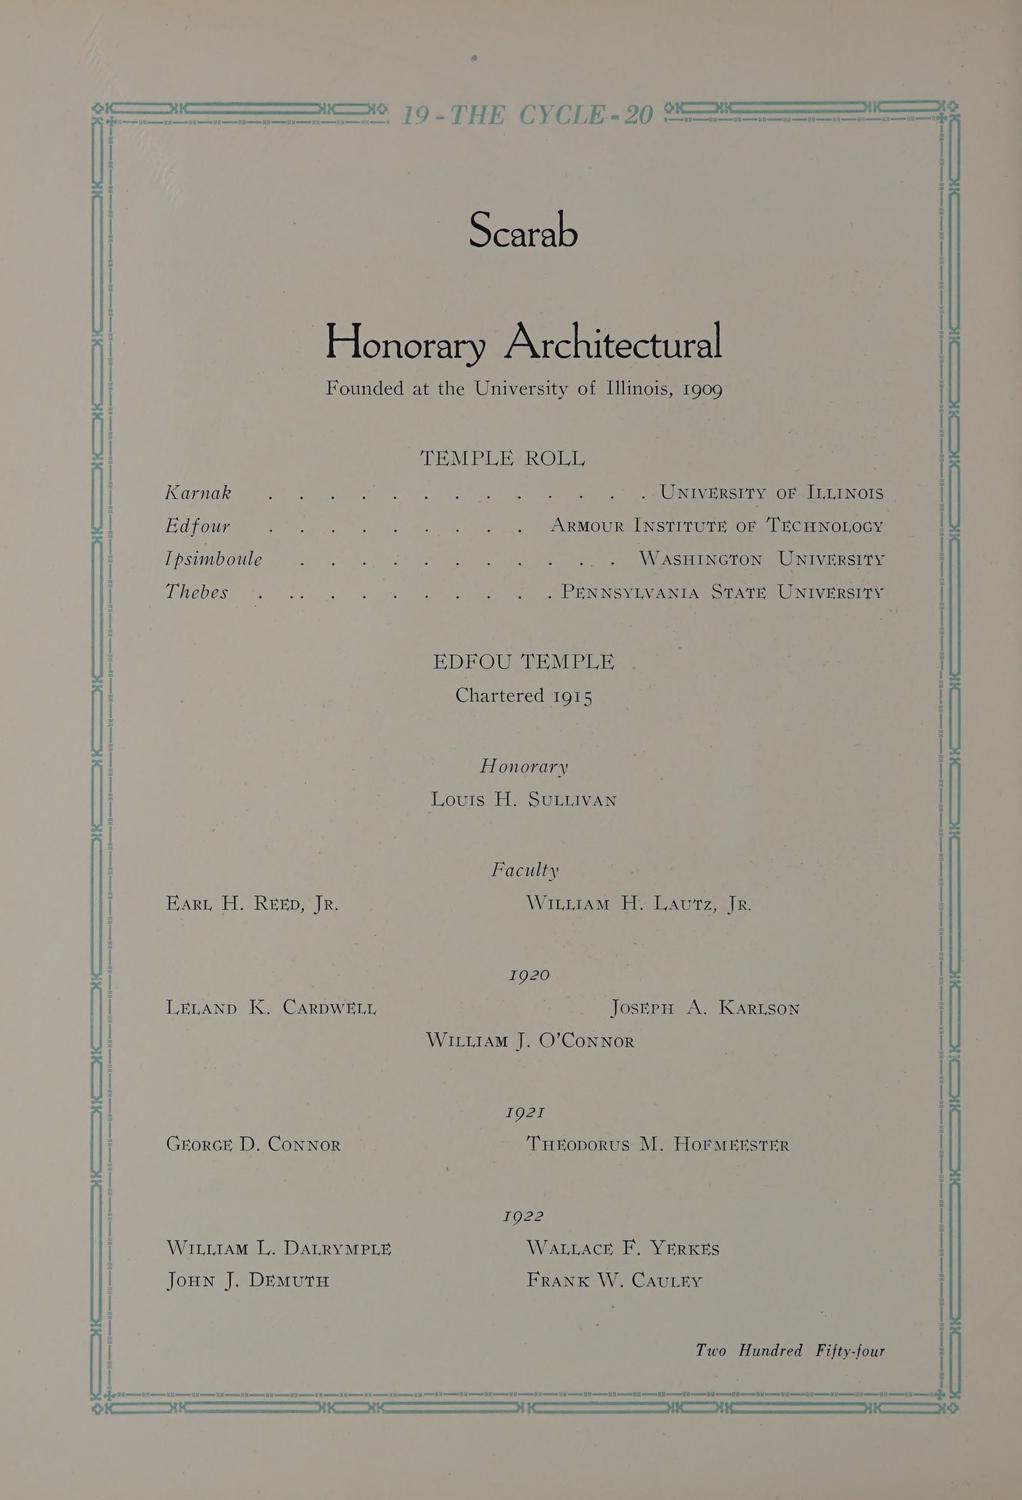 19-THE CYCLE-20
Scarab
Honorary Architectural
Founded at the University of Illinois, 1909
TEMPLE ROLL
Karnak . . . . . . . . . . . . . University of Illinois
Edfour . . . . . . . . . Armour Institute of Technology
Ipsimboule . . . . . . . . . . . Washington University
Thebes . . . . . . . . . . Pennsylvania State University
EDFOU TEMPLE
Chartered 1915
Honorary
Louis H. Sullivan
Faculty
Earl H. Reed, Jr. William H. Lautz, Jr.
1920
Leland K. Cardwell Joseph A. Karlson
William J. O'Connor
1921
George D. Connor Theodorus M. Hofmeester
1922
William L. Dalrymple Wallace F. Yerkes
John J. Demuth Frank W. Cauley
Two Hundred Fifty-four